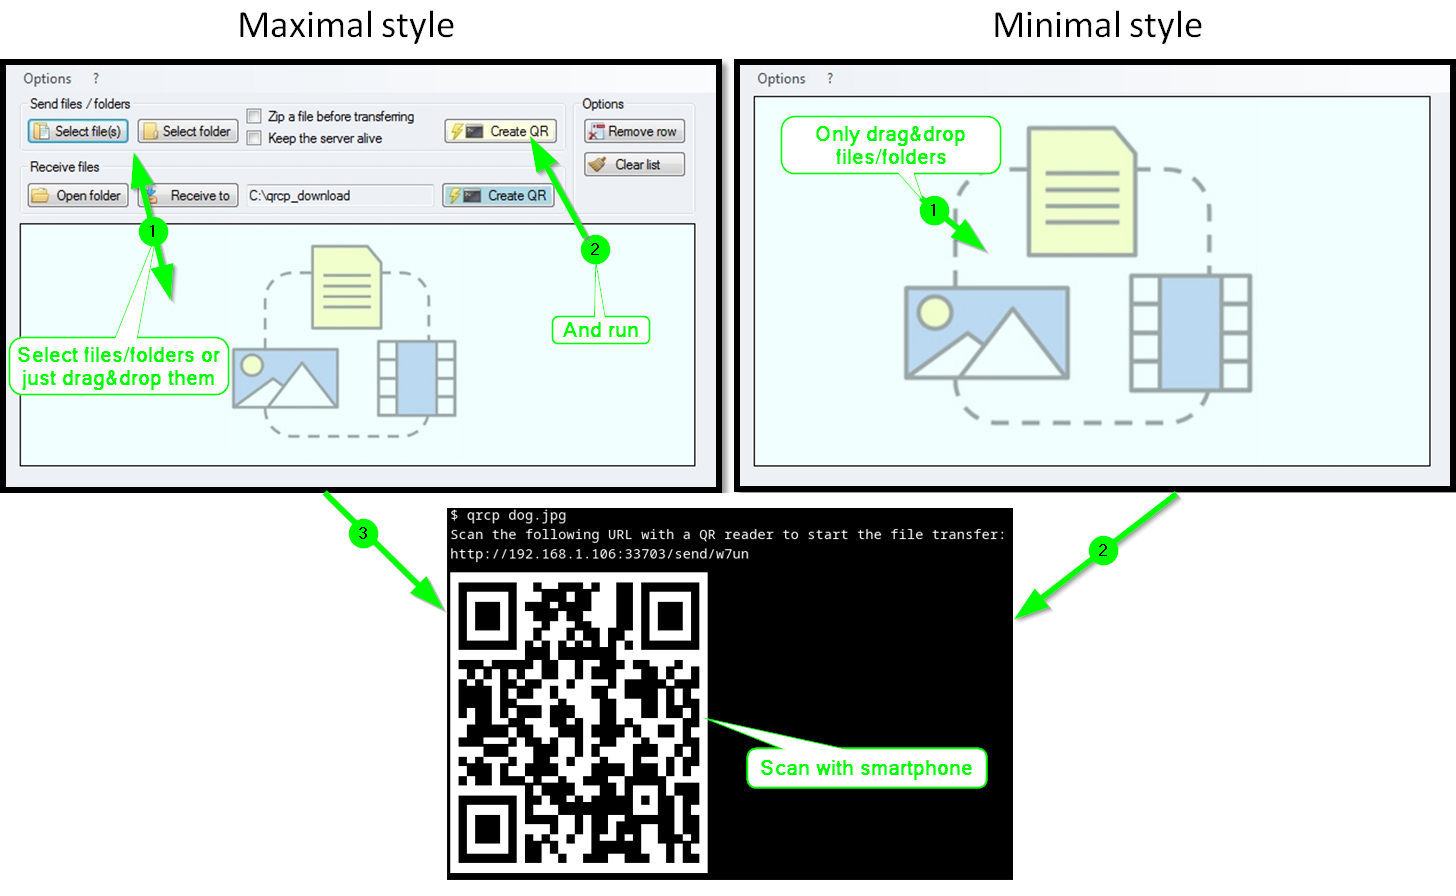 Maximal style
Minimal style
Options ?
Send files / folders
Select file(s)
Select folder
Zip a file before transferring
Keep the server alive
Create QR
Options
Remove row
Clear list
Receive files
Open folder
Receive to
C:\qrcp_download
Create QR
1
2
And run
Select files/folders or
just drag&drop them
Options ?
Only drag&drop
files/folders
1
3
2
$ qrcp dog.jpg
Scan the following URL with a QR reader to start the file transfer:
http://192.168.1.106:33703/send/w7un
Scan with smartphone